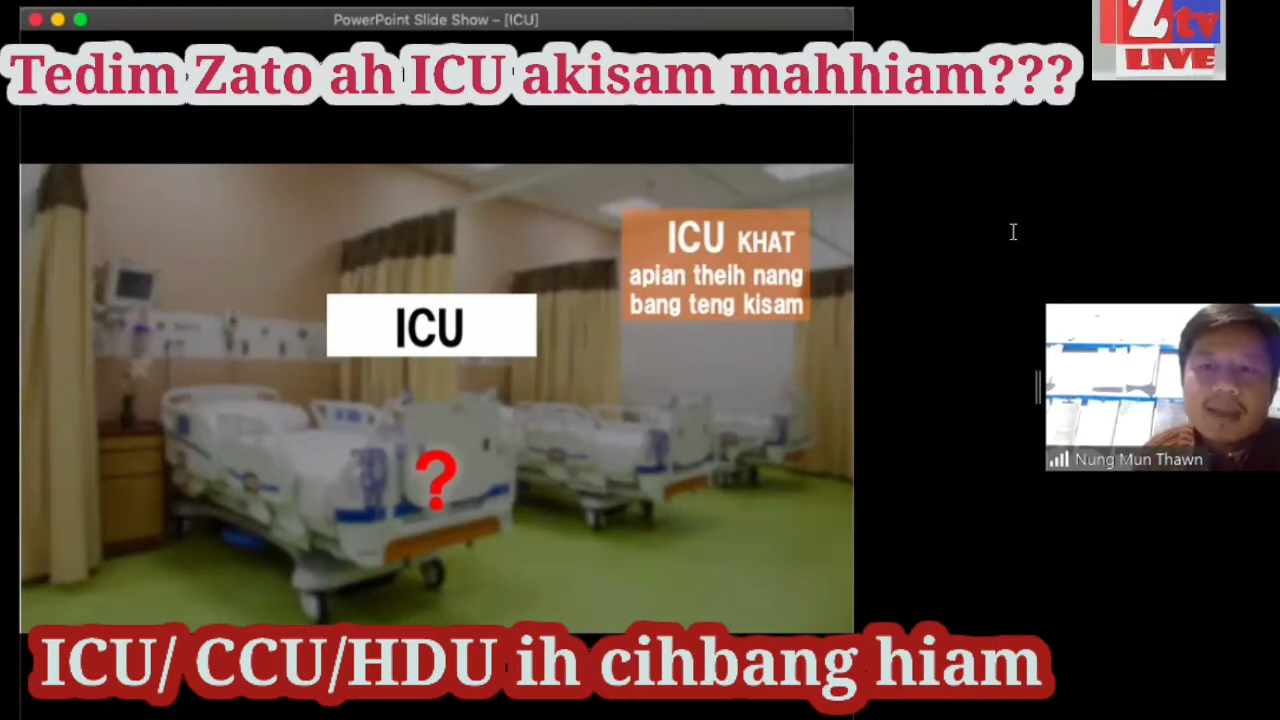 PowerPoint Slide Show – [ICU]
Z tv
LIVE
Tedim Zato ah ICU akisam mahhiam???
ICU KHAT
apian theih nang
bang teng kisam
ICU
?
Nung Mun Thawn
ICU/ CCU/HDU ih cihbang hiam